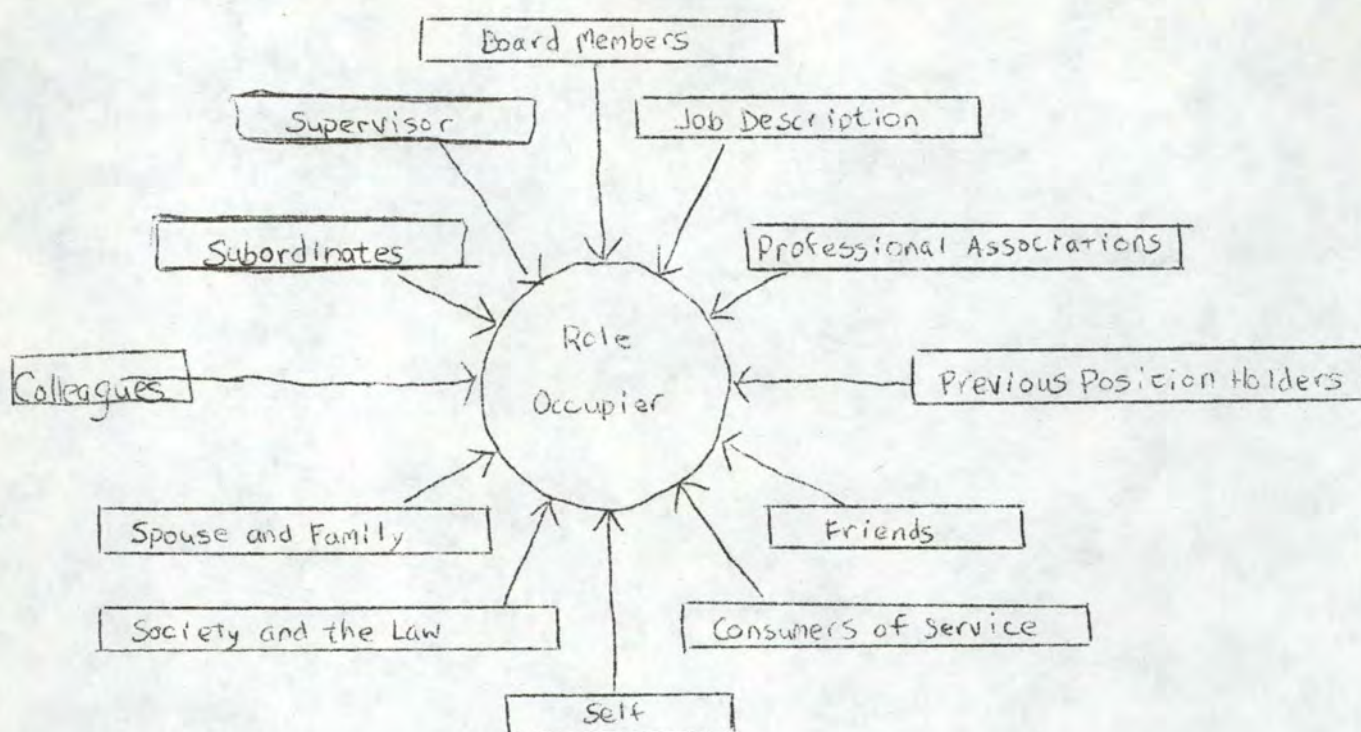 Board Members
Supervisor
Job Description
Subordinates
Professional Associations
Role
Occupier
Colleagues
Previous Position Holders
Spouse and Family
Friends
Society and the Law
Consumers of Service
Self